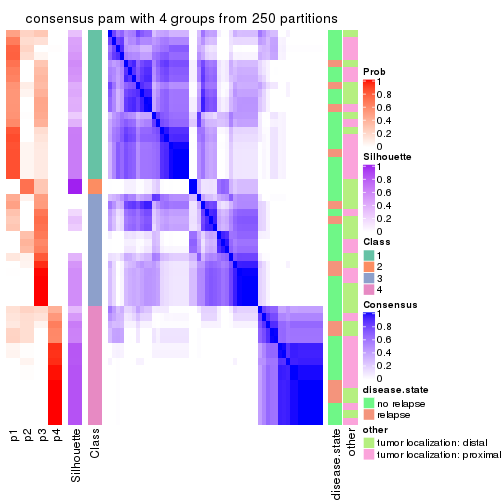 consensus pam with 4 groups from 250 partitions
Prob
1
0.8
0.6
0.4
0.2
0
Silhouette
1
0.8
0.6
0.4
0.2
0
Class
1
2
3
4
Consensus
1
0.8
0.6
0.4
0.2
0
disease.state
no relapse
relapse
other
tumor localization: distal
tumor localization: proximal
p1
p2
p3
p4
Silhouette
Class
disease.state
other